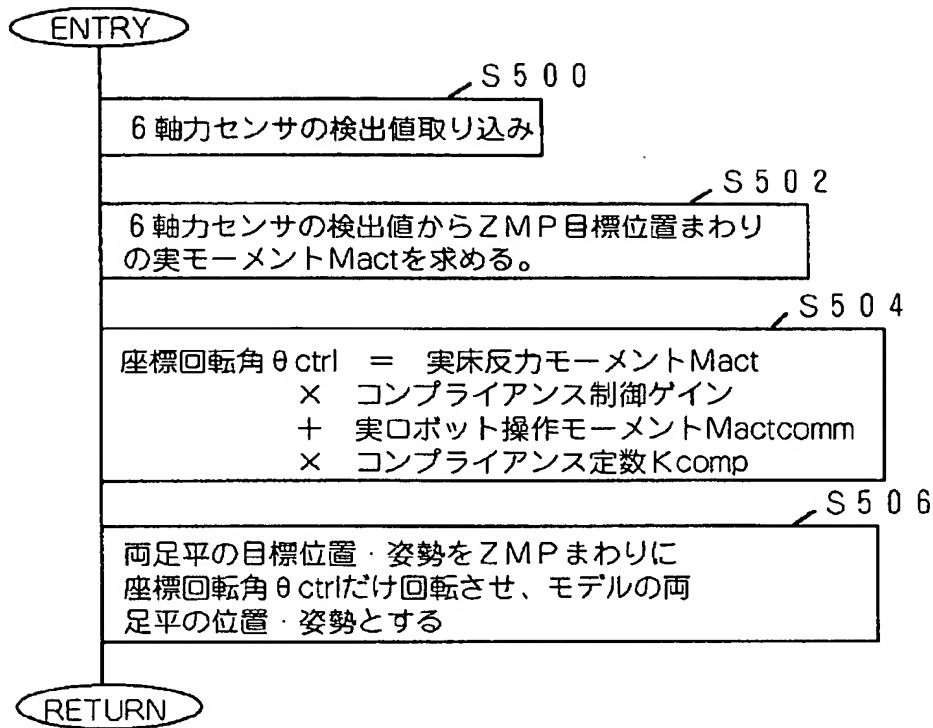 ENTRY
S500
6軸力センサの検出値取り込み
S502
6軸力センサの検出値からZMP目標位置まわり
の実モーメントMactを求める。
S504
座標回転角θctrl = 実床反力モーメントMact
× コンプライアンス制御ゲイン
+ 実ロボット操作モーメントMactcomm
× コンプライアンス定数Kcomp
S506
両足平の目標位置・姿勢をZMPまわりに
座標回転角θctrlだけ回転させ、モデルの両
足平の位置・姿勢とする
RETURN